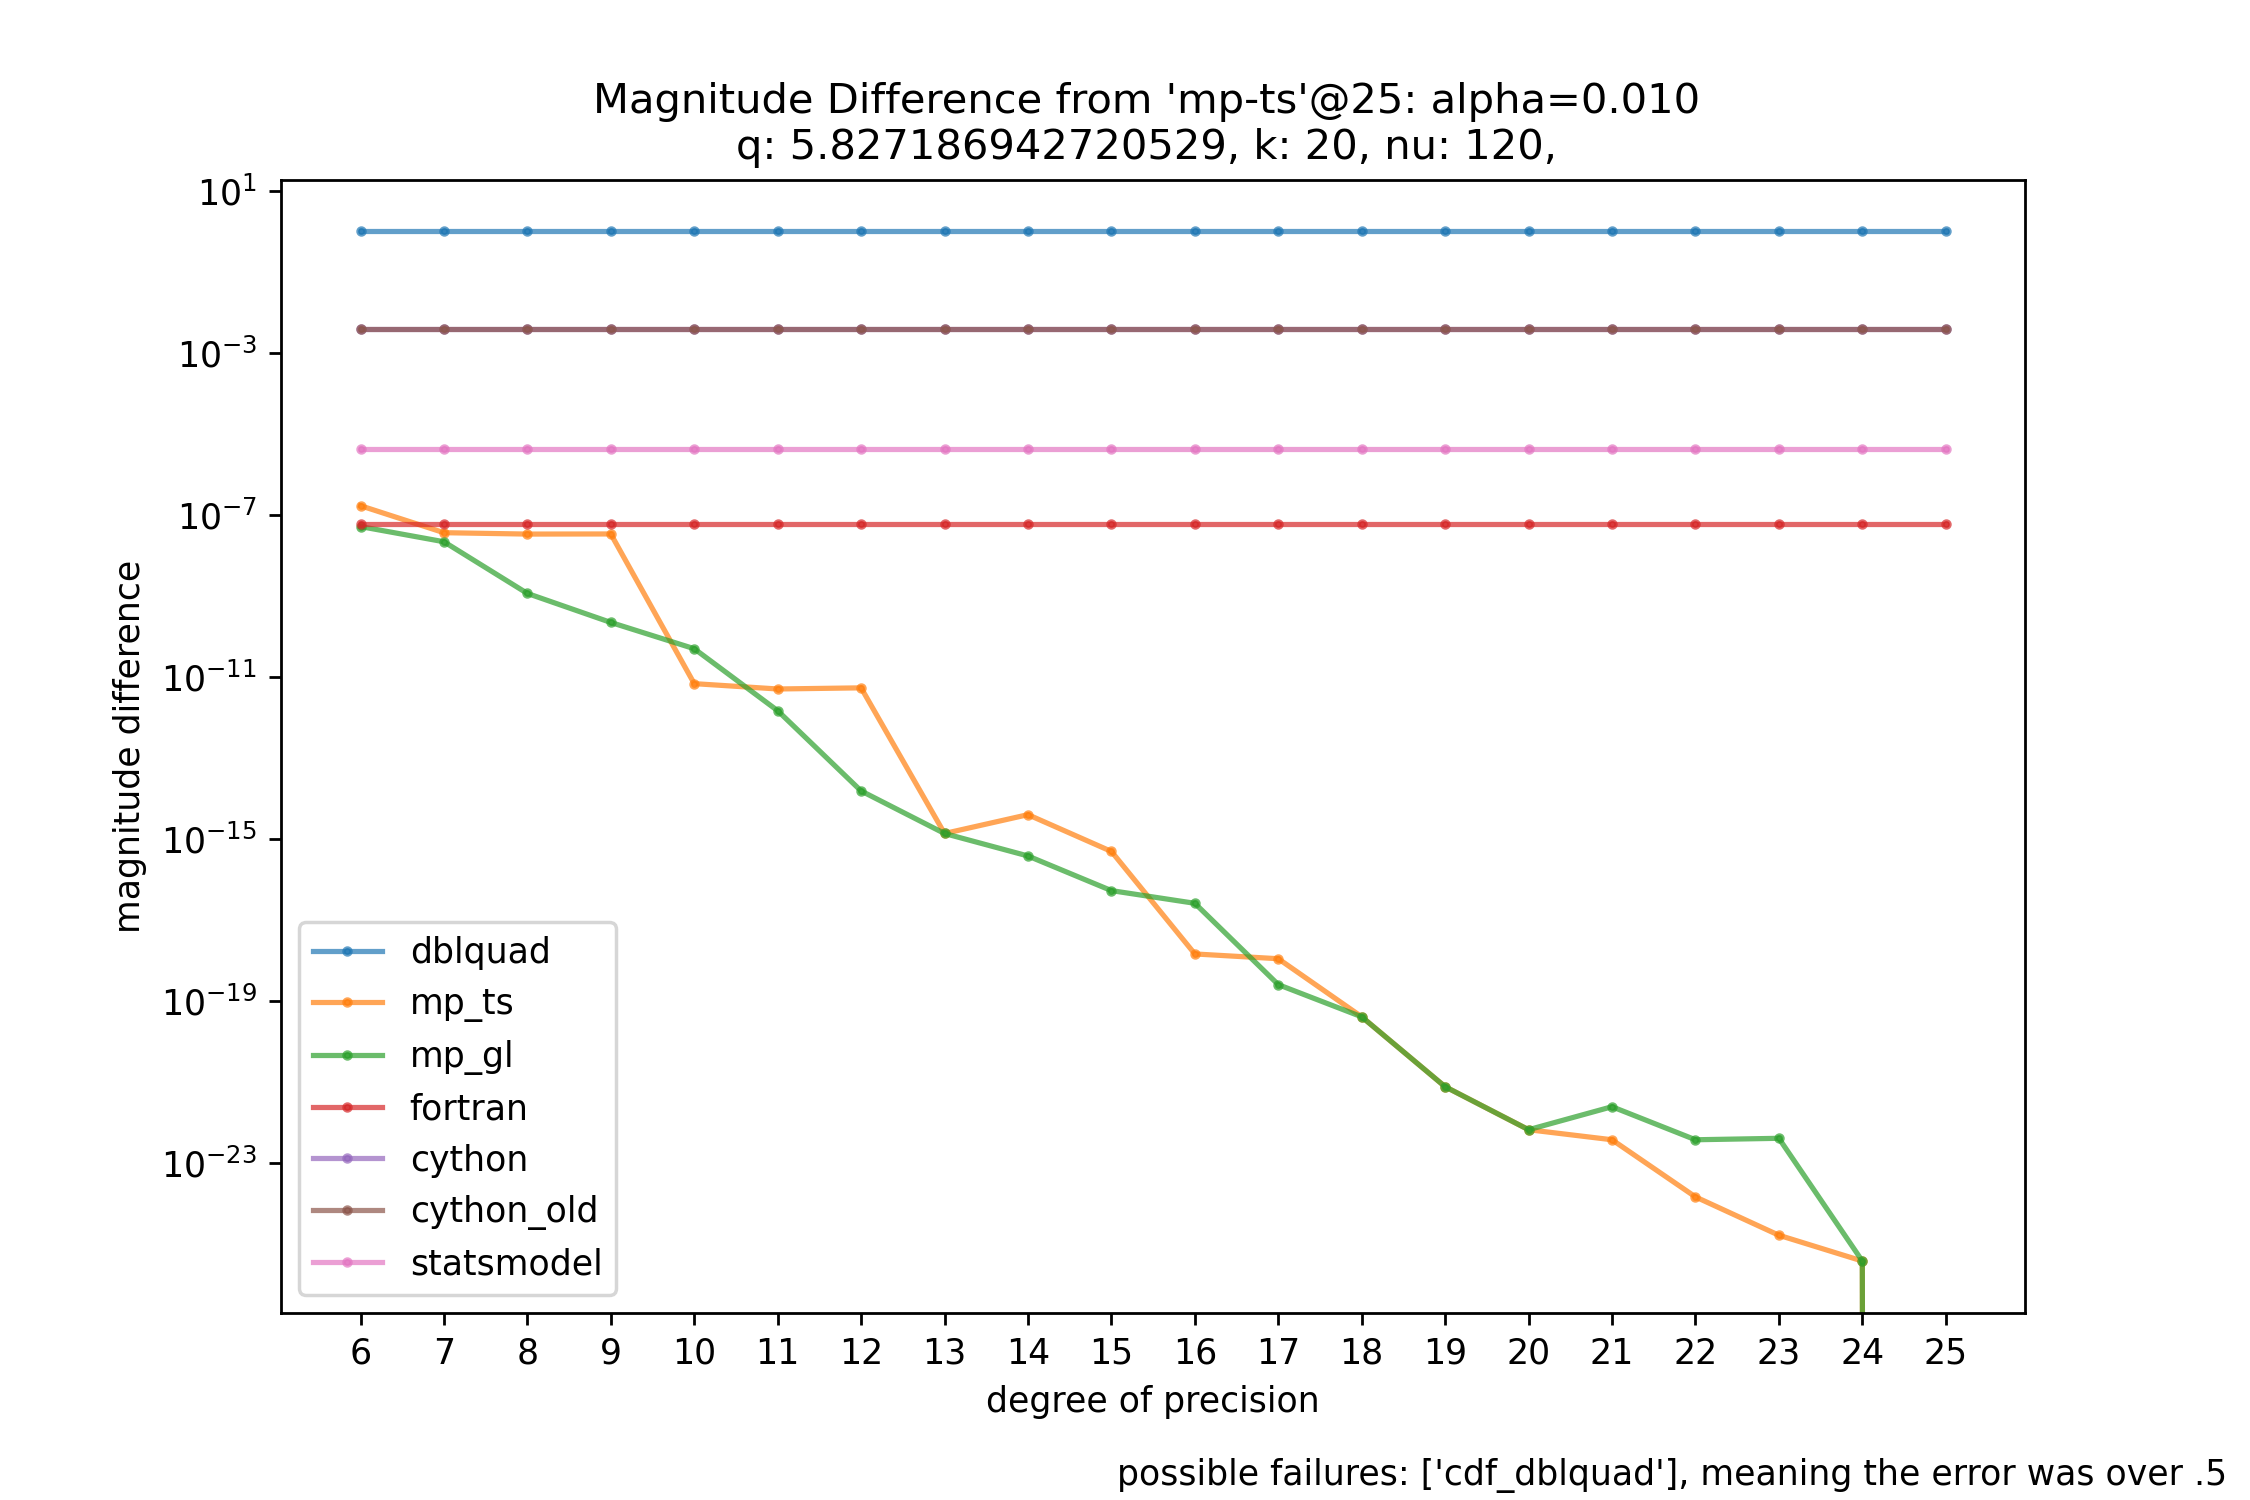 Magnitude Difference from 'mp-ts'@25: alpha=0.010
q: 5.827186942720529, k: 20, nu: 120,
10¹
10⁻³
10⁻⁷
10⁻¹¹
10⁻¹⁵
10⁻¹⁹
10⁻²³
magnitude difference
dblquad
mp_ts
mp_gl
fortran
cython
cython_old
statsmodel
6 7 8 9 10 11 12 13 14 15 16 17 18 19 20 21 22 23 24 25
degree of precision
possible failures: ['cdf_dblquad'], meaning the error was over .5